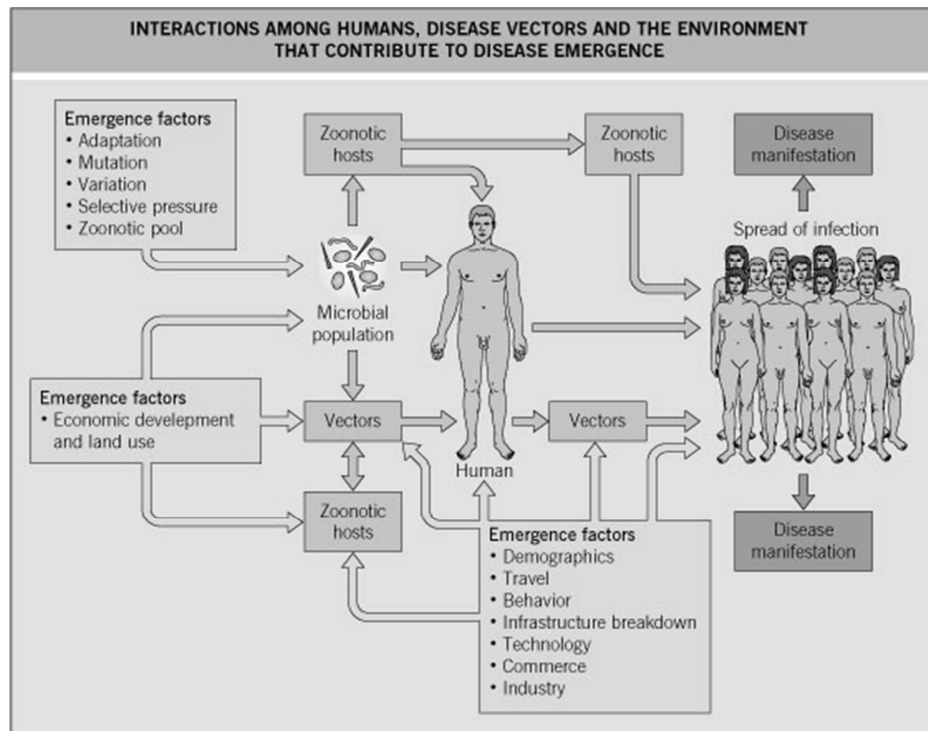 INTERACTIONS AMONG HUMANS, DISEASE VECTORS AND THE ENVIRONMENT
THAT CONTRIBUTE TO DISEASE EMERGENCE
Emergence factors
• Adaptation
• Mutation
• Variation
• Selective pressure
• Zoonotic pool
Zoonotic
hosts
Zoonotic
hosts
Disease
manifestation
Spread of infection
Microbial
population
Emergence factors
• Economic develepment
and land use
Vectors
Human
Vectors
Zoonotic
hosts
Emergence factors
• Demographics
• Travel
• Behavior
• Infrastructure breakdown
• Technology
• Commerce
• Industry
Disease
manifestation